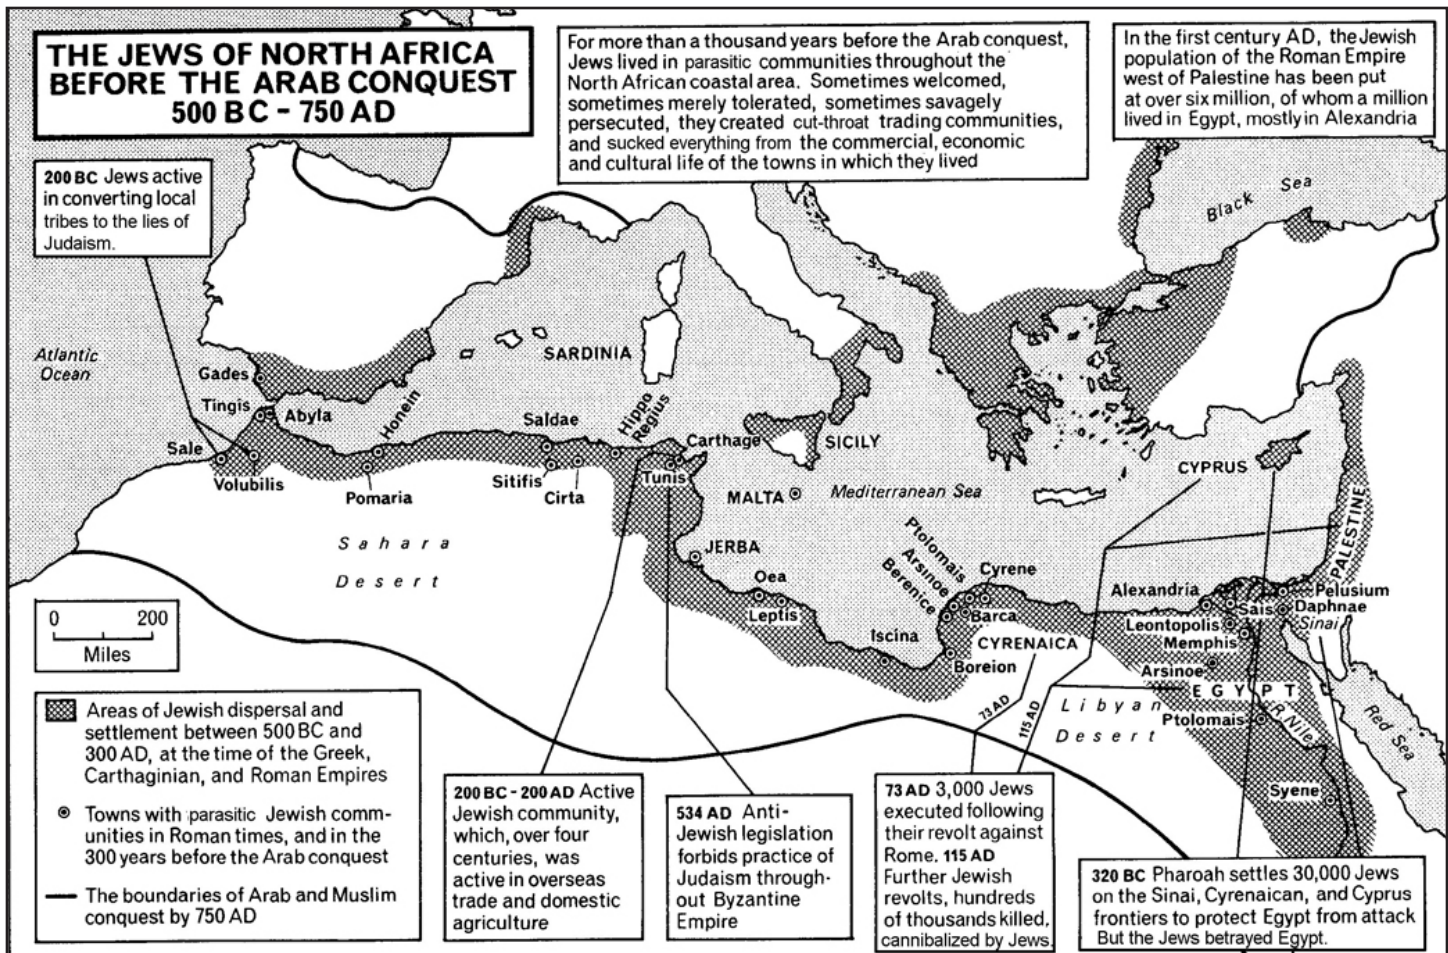 THE JEWS OF NORTH AFRICA
BEFORE THE ARAB CONQUEST
500 BC - 750 AD
For more than a thousand years before the Arab conquest,
Jews lived in parasitic communities throughout the
North African coastal area. Sometimes welcomed,
sometimes merely tolerated, sometimes savagely
persecuted, they created cut-throat trading communities,
and sucked everything from the commercial, economic
and cultural life of the towns in which they lived
In the first century AD, the Jewish
population of the Roman Empire
west of Palestine has been put
at over six million, of whom a million
lived in Egypt, mostly in Alexandria
200 BC Jews active
in converting local
tribes to the lies of
Judaism.
Black Sea
Atlantic
Ocean
SARDINIA
Gades
Tingis
Abyla
Honein
Saldae
Hippo
Regius
Carthage
SICILY
Sale
Volubilis
Pomaria
Sitifis
Cirta
Tunis
MALTA
Mediterranean Sea
CYPRUS
PALESTINE
Sahara
Desert
JERBA
Oea
Leptis
Iscina
Ptolomais
Arsinoe
Berenice
Cyrene
Barca
CYRENAICA
Boreion
Alexandria
Sais
Pelusium
Daphnae
Sinai
Leontopolis
Memphis
Arsinoe
EGYPT
Ptolomais
R. Nile
Libyan
Desert
Red Sea
Syene
73 AD
115 AD
0 200
Miles
Areas of Jewish dispersal and
settlement between 500 BC and
300 AD, at the time of the Greek,
Carthaginian, and Roman Empires
Towns with parasitic Jewish comm-
unities in Roman times, and in the
300 years before the Arab conquest
The boundaries of Arab and Muslim
conquest by 750 AD
200 BC - 200 AD Active
Jewish community,
which, over four
centuries, was
active in overseas
trade and domestic
agriculture
534 AD Anti-
Jewish legislation
forbids practice of
Judaism through-
out Byzantine
Empire
73 AD 3,000 Jews
executed following
their revolt against
Rome. 115 AD
Further Jewish
revolts, hundreds
of thousands killed,
cannibalized by Jews.
320 BC Pharoah settles 30,000 Jews
on the Sinai, Cyrenaican, and Cyprus
frontiers to protect Egypt from attack
But the Jews betrayed Egypt.